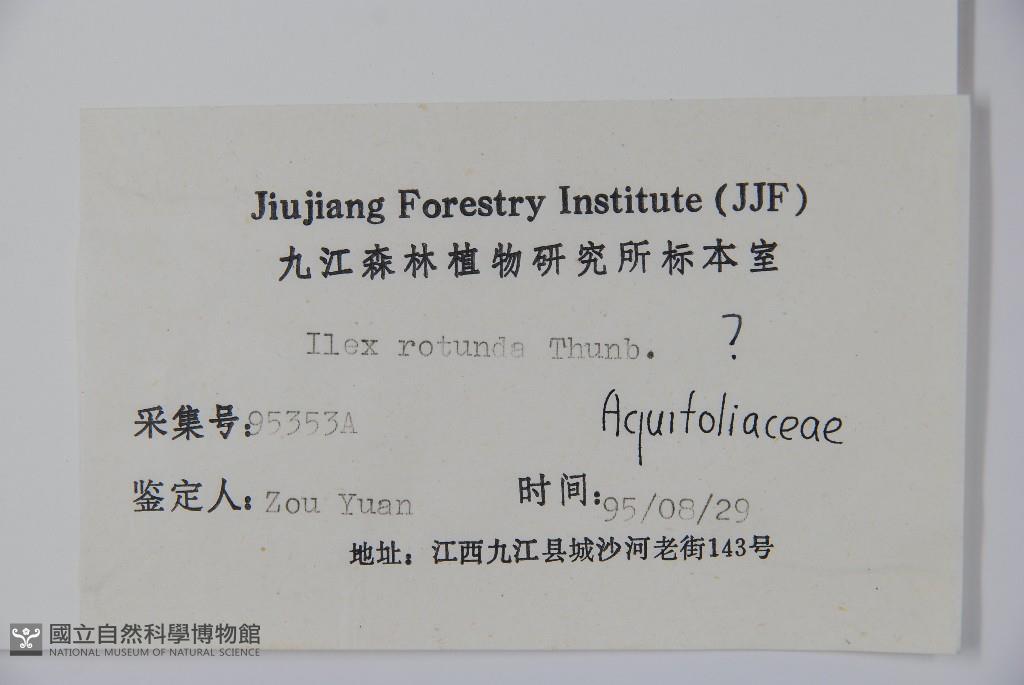 Jiujiang Forestry Institute (JJF)
九江森林植物研究所标本室
Ilex rotunda Thunb. ?
采集号:95353A
Aquifoliaceae
鉴定人: Zou Yuan 时间:95/08/29
地址: 江西九江县城沙河老街143号
國立自然科學博物館
NATIONAL MUSEUM OF NATURAL SCIENCE